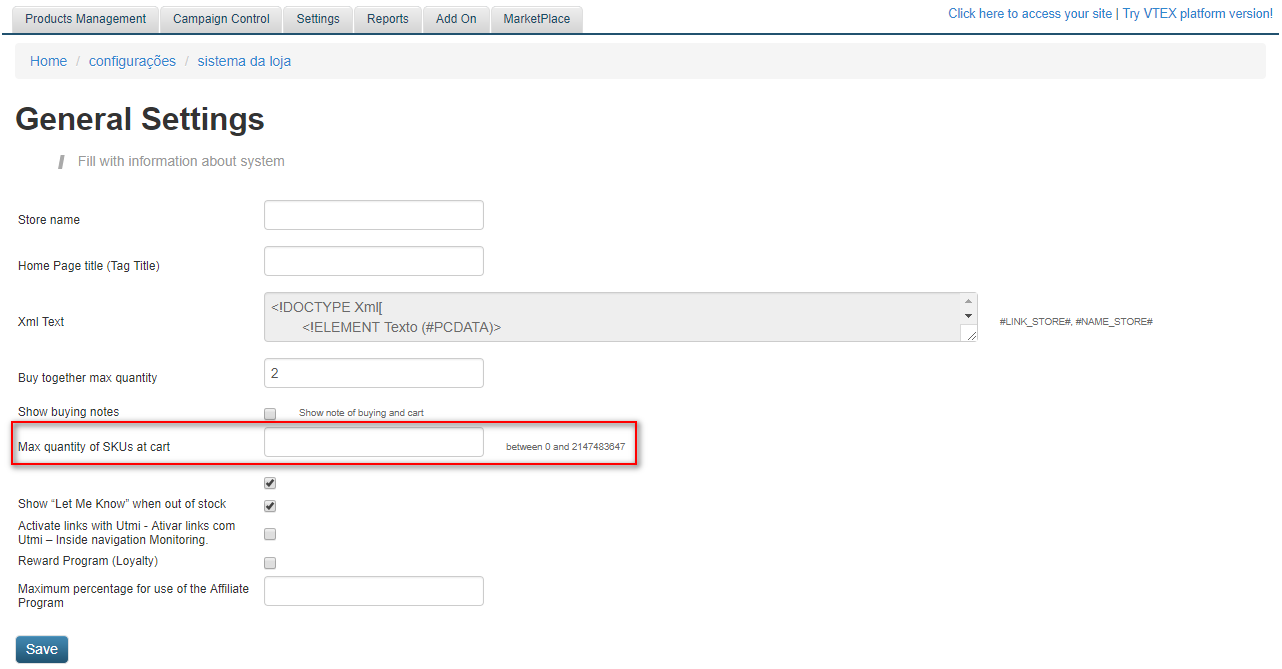 Products Management Campaign Control Settings Reports Add On MarketPlace Click here to access your site | Try VTEX platform version!
Home / configurações / sistema da loja
General Settings
Fill with information about system
Store name
Home Page title (Tag Title)
Xml Text <!DOCTYPE Xml[
<!ELEMENT Texto (#PCDATA)>
#LINK_STORE#, #NAME_STORE#
Buy together max quantity 2
Show buying notes Show note of buying and cart
Max quantity of SKUs at cart between 0 and 2147483647
Show “Let Me Know” when out of stock
Activate links with Utmi - Ativar links com
Utmi – Inside navigation Monitoring.
Reward Program (Loyalty)
Maximum percentage for use of the Affiliate
Program
Save